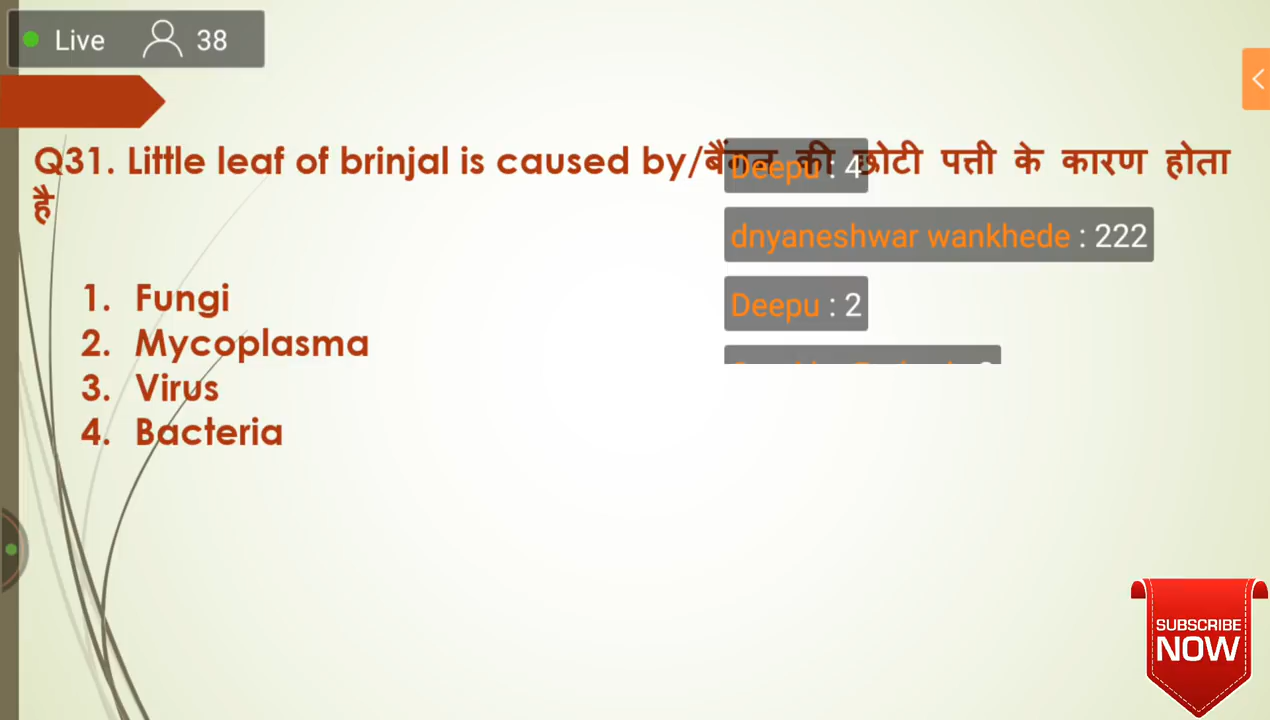 Live 38
Q31. Little leaf of brinjal is caused by/बैंगन की छोटी पत्ती के कारण होता
है
Deepu : 4
dnyaneshwar wankhede : 222
Deepu : 2
1. Fungi
2. Mycoplasma
3. Virus
4. Bacteria
SUBSCRIBE
NOW